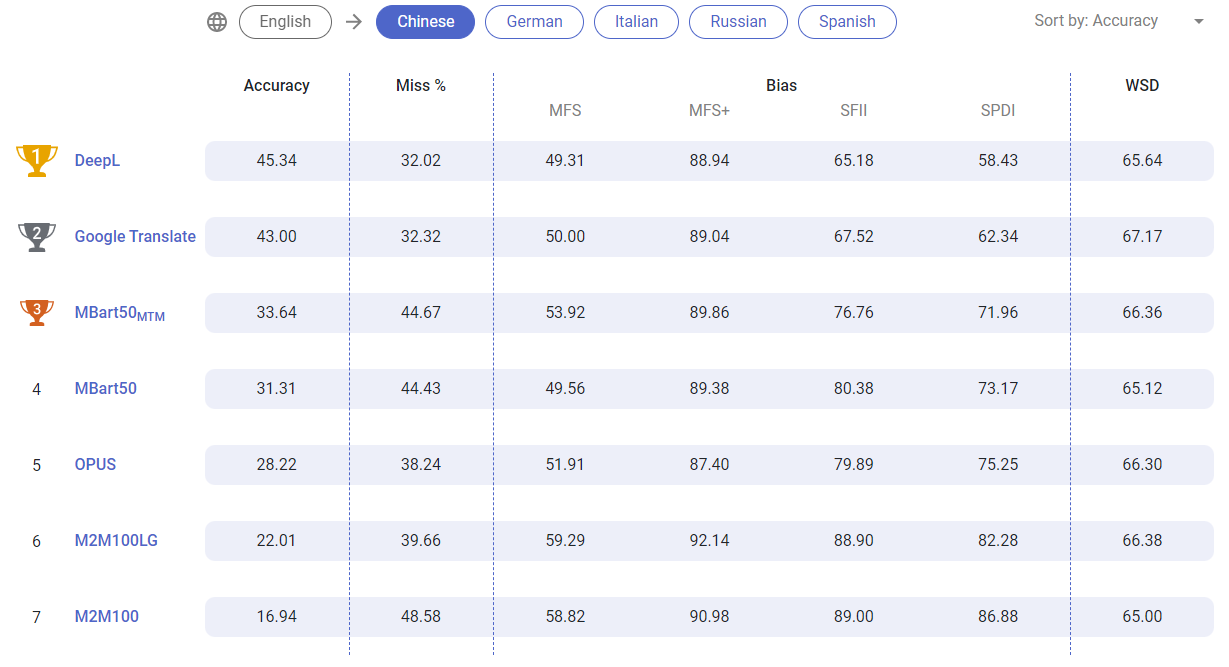 English → Chinese German Italian Russian Spanish Sort by: Accuracy
Accuracy Miss % Bias WSD
MFS MFS+ SFII SPDI
1 DeepL 45.34 32.02 49.31 88.94 65.18 58.43 65.64
2 Google Translate 43.00 32.32 50.00 89.04 67.52 62.34 67.17
3 MBart50MTM 33.64 44.67 53.92 89.86 76.76 71.96 66.36
4 MBart50 31.31 44.43 49.56 89.38 80.38 73.17 65.12
5 OPUS 28.22 38.24 51.91 87.40 79.89 75.25 66.30
6 M2M100LG 22.01 39.66 59.29 92.14 88.90 82.28 66.38
7 M2M100 16.94 48.58 58.82 90.98 89.00 86.88 65.00